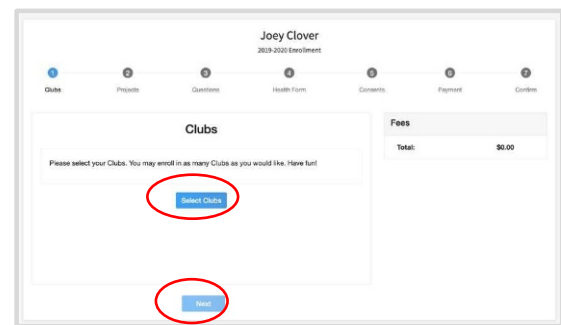 Joey Clover
2019-2020 Enrollment
1 2 3 4 5 6 7
Clubs Projects Questions Health Form Consents Payment Confirm
Clubs
Please select your Clubs. You may enroll in as many Clubs as you would like. Have fun!
Select Clubs
Next
Fees
Total: $0.00